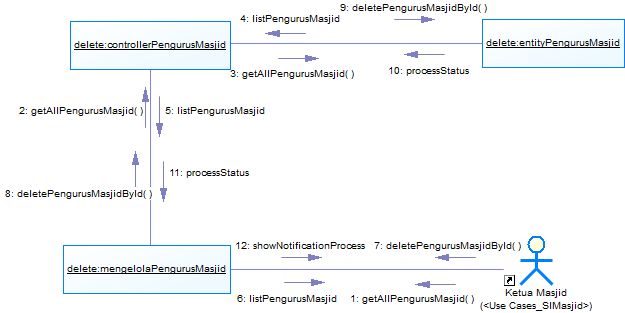 9: deletePengurusMasjidById( )
4: listPengurusMasjid
delete:controllerPengurusMasjid
delete:entityPengurusMasjid
3: getAllPengurusMasjid( )
10: processStatus
2: getAllPengurusMasjid( )
5: listPengurusMasjid
11: processStatus
8: deletePengurusMasjidById( )
12: showNotificationProcess
7: deletePengurusMasjidById( )
delete:mengelolaPengurusMasjid
6: listPengurusMasjid
1: getAllPengurusMasjid( )
Ketua Masjid
(<Use Cases_SIMasjid>)